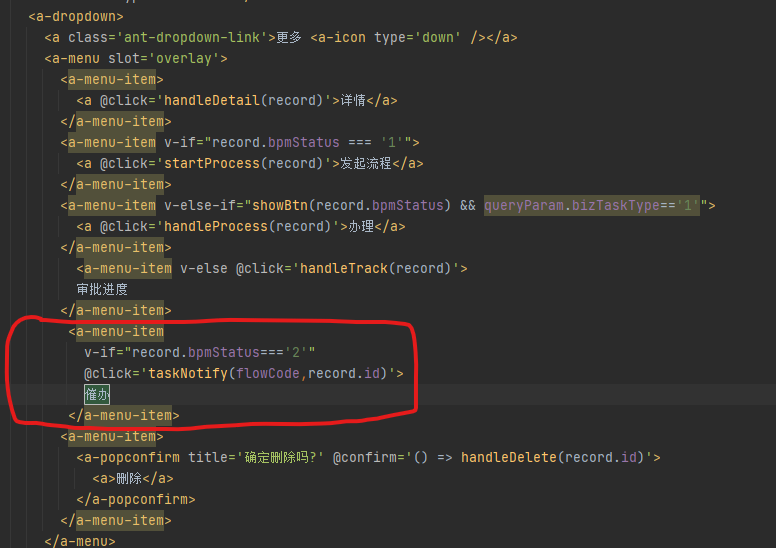 <a-dropdown>
<a class='ant-dropdown-link'>更多 <a-icon type='down' /></a>
<a-menu slot='overlay'>
<a-menu-item>
<a @click='handleDetail(record)'>详情</a>
</a-menu-item>
<a-menu-item v-if="record.bpmStatus === '1'">
<a @click='startProcess(record)'>发起流程</a>
</a-menu-item>
<a-menu-item v-else-if="showBtn(record.bpmStatus) && queryParam.bizTaskType=='1'">
<a @click='handleProcess(record)'>办理</a>
</a-menu-item>
<a-menu-item v-else @click='handleTrack(record)'>
审批进度
</a-menu-item>
<a-menu-item
v-if="record.bpmStatus==='2'"
@click='taskNotify(flowCode,record.id)'>
催办
</a-menu-item>
<a-menu-item>
<a-popconfirm title='确定删除吗?' @confirm='() => handleDelete(record.id)'>
<a>删除</a>
</a-popconfirm>
</a-menu-item>
</a-menu>